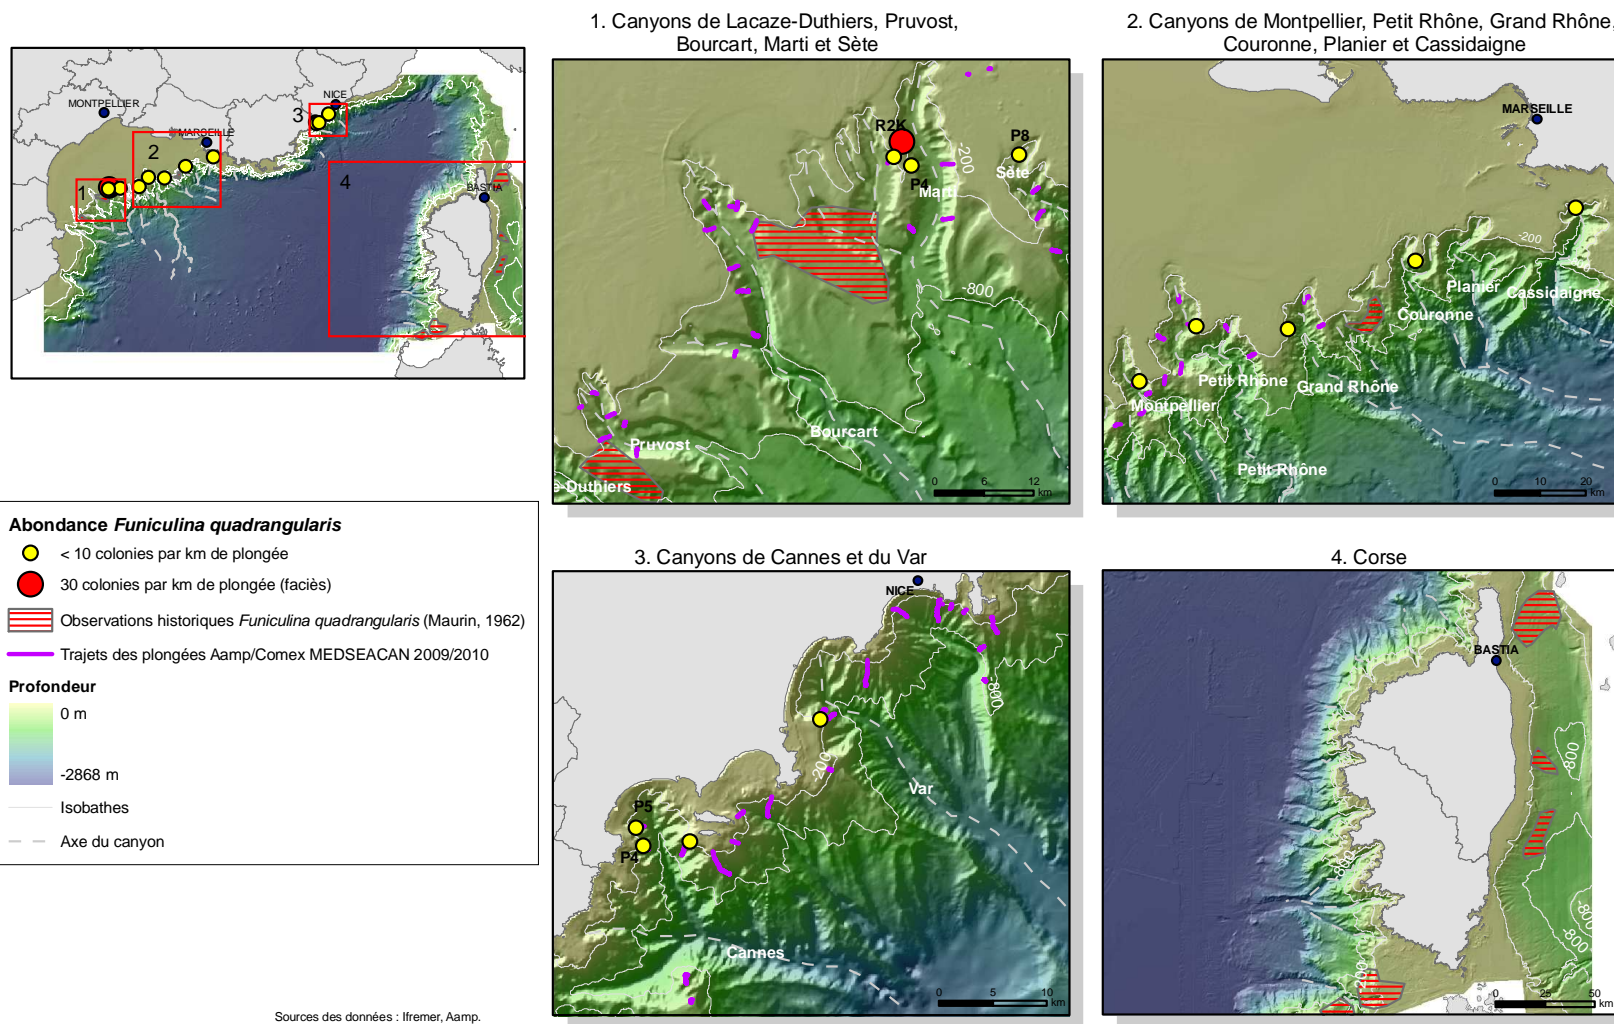 1. Canyons de Lacaze-Duthiers, Pruvost,
Bourcart, Marti et Sète
2. Canyons de Montpellier, Petit Rhône, Grand Rhône,
Couronne, Planier et Cassidaigne
MONTPELLIER
NICE
MARSEILLE
BASTIA
1
2
3
4
R2K
P8
P4
Marti
Sète
-200
-800
Pruvost
Bourcart
e-Duthiers
0 6 12
km
MARSEILLE
-200
Planier
Cassidaigne
Couronne
Petit Rhône
Grand Rhône
Montpellier
Petit Rhône
0 10 20
km
Abondance Funiculina quadrangularis
< 10 colonies par km de plongée
30 colonies par km de plongée (faciès)
Observations historiques Funiculina quadrangularis (Maurin, 1962)
Trajets des plongées Aamp/Comex MEDSEACAN 2009/2010
Profondeur
0 m
-2868 m
Isobathes
Axe du canyon
3. Canyons de Cannes et du Var
NICE
-800
-200
Var
P5
P4
Cannes
0 5 10
km
4. Corse
BASTIA
-800
-800
-800
-800
-200
0 25 50
km
Sources des données : Ifremer, Aamp.